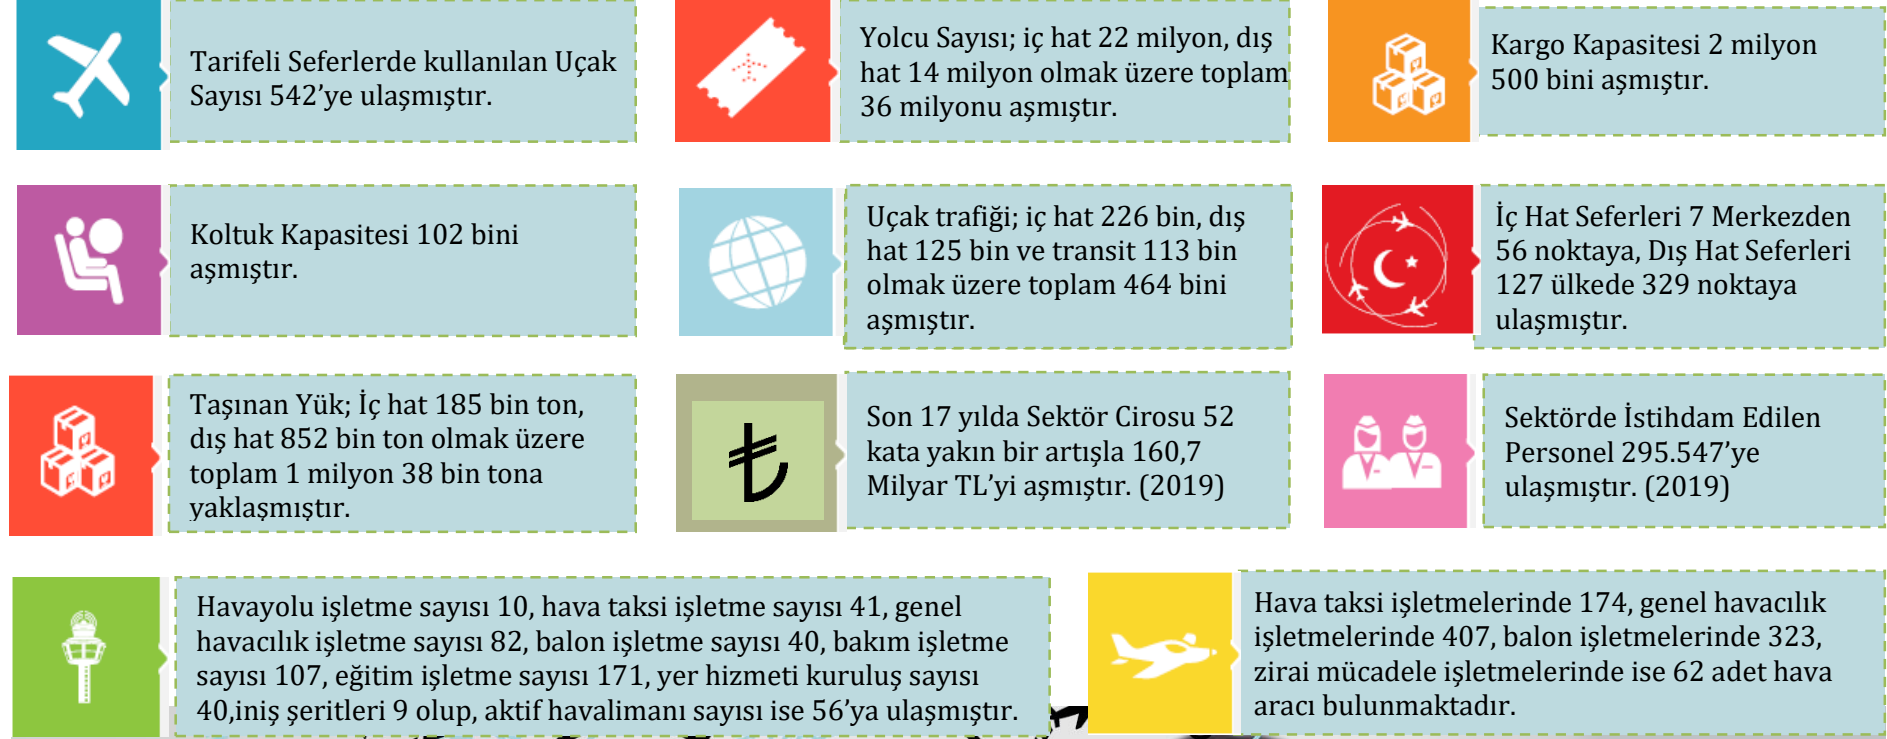 Tarifeli Seferlerde kullanılan Uçak
Sayısı 542’ye ulaşmıştır.
Yolcu Sayısı; iç hat 22 milyon, dış
hat 14 milyon olmak üzere toplam
36 milyonu aşmıştır.
Kargo Kapasitesi 2 milyon
500 bini aşmıştır.
Koltuk Kapasitesi 102 bini
aşmıştır.
Uçak trafiği; iç hat 226 bin, dış
hat 125 bin ve transit 113 bin
olmak üzere toplam 464 bini
aşmıştır.
İç Hat Seferleri 7 Merkezden
56 noktaya, Dış Hat Seferleri
127 ülkede 329 noktaya
ulaşmıştır.
Taşınan Yük; İç hat 185 bin ton,
dış hat 852 bin ton olmak üzere
toplam 1 milyon 38 bin tona
yaklaşmıştır.
₺
Son 17 yılda Sektör Cirosu 52
kata yakın bir artışla 160,7
Milyar TL’yi aşmıştır. (2019)
Sektörde İstihdam Edilen
Personel 295.547’ye
ulaşmıştır. (2019)
Havayolu işletme sayısı 10, hava taksi işletme sayısı 41, genel
havacılık işletme sayısı 82, balon işletme sayısı 40, bakım işletme
sayısı 107, eğitim işletme sayısı 171, yer hizmeti kuruluş sayısı
40,iniş şeritleri 9 olup, aktif havalimanı sayısı ise 56’ya ulaşmıştır.
Hava taksi işletmelerinde 174, genel havacılık
işletmelerinde 407, balon işletmelerinde 323,
zirai mücadele işletmelerinde ise 62 adet hava
aracı bulunmaktadır.